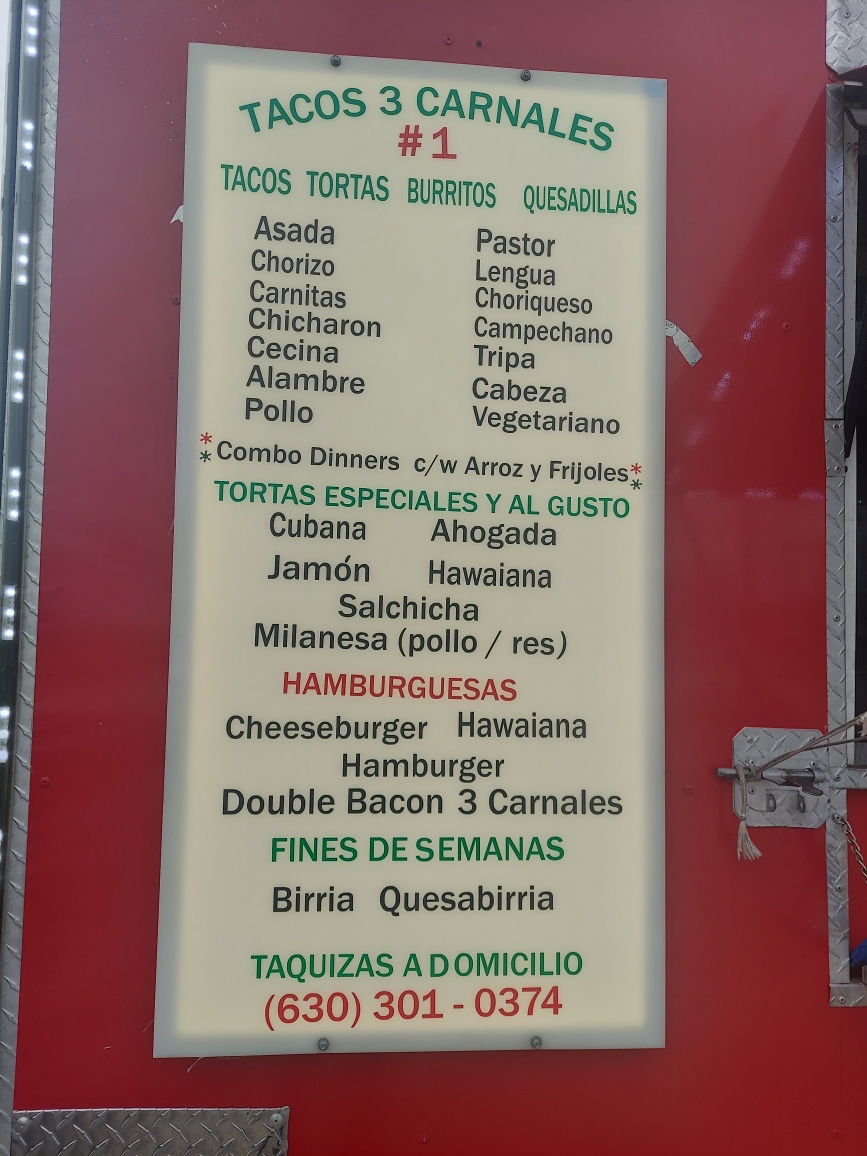 TACOS 3 CARNALES
#1
TACOS TORTAS BURRITOS QUESADILLAS
Asada Pastor
Chorizo Lengua
Carnitas Choriqueso
Chicharon Campechano
Cecina Tripa
Alambre Cabeza
Pollo Vegetariano
** Combo Dinners c/w Arroz y Frijoles **
TORTAS ESPECIALES Y AL GUSTO
Cubana Ahogada
Jamón Hawaiana
Salchicha
Milanesa (pollo / res)
HAMBURGUESAS
Cheeseburger Hawaiana
Hamburger
Double Bacon 3 Carnales
FINES DE SEMANAS
Birria Quesabirria
TAQUIZAS A DOMICILIO
(630) 301 - 0374